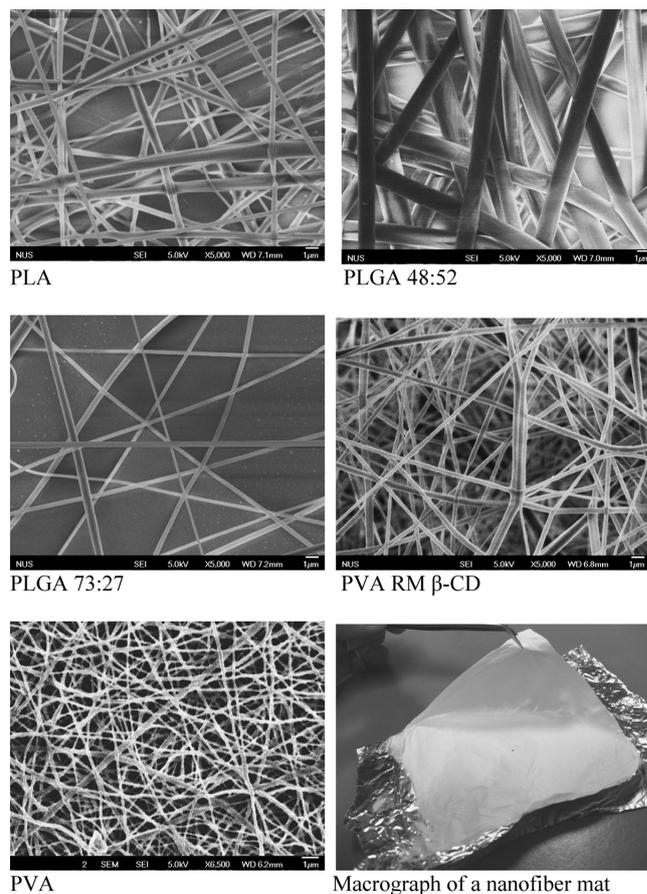 NUS SEI 5.0kV X5,000 WD 7.1mm 1μm
PLA
NUS SEI 5.0kV X5,000 WD 7.0mm 1μm
PLGA 48:52
NUS SEI 5.0kV X5,000 WD 7.2mm 1μm
PLGA 73:27
NUS SEI 5.0kV X5,000 WD 6.8mm 1μm
PVA RM β-CD
2 SEM SEI 5.0kV X6,500 WD 6.2mm 1μm
PVA
Macrograph of a nanofiber mat